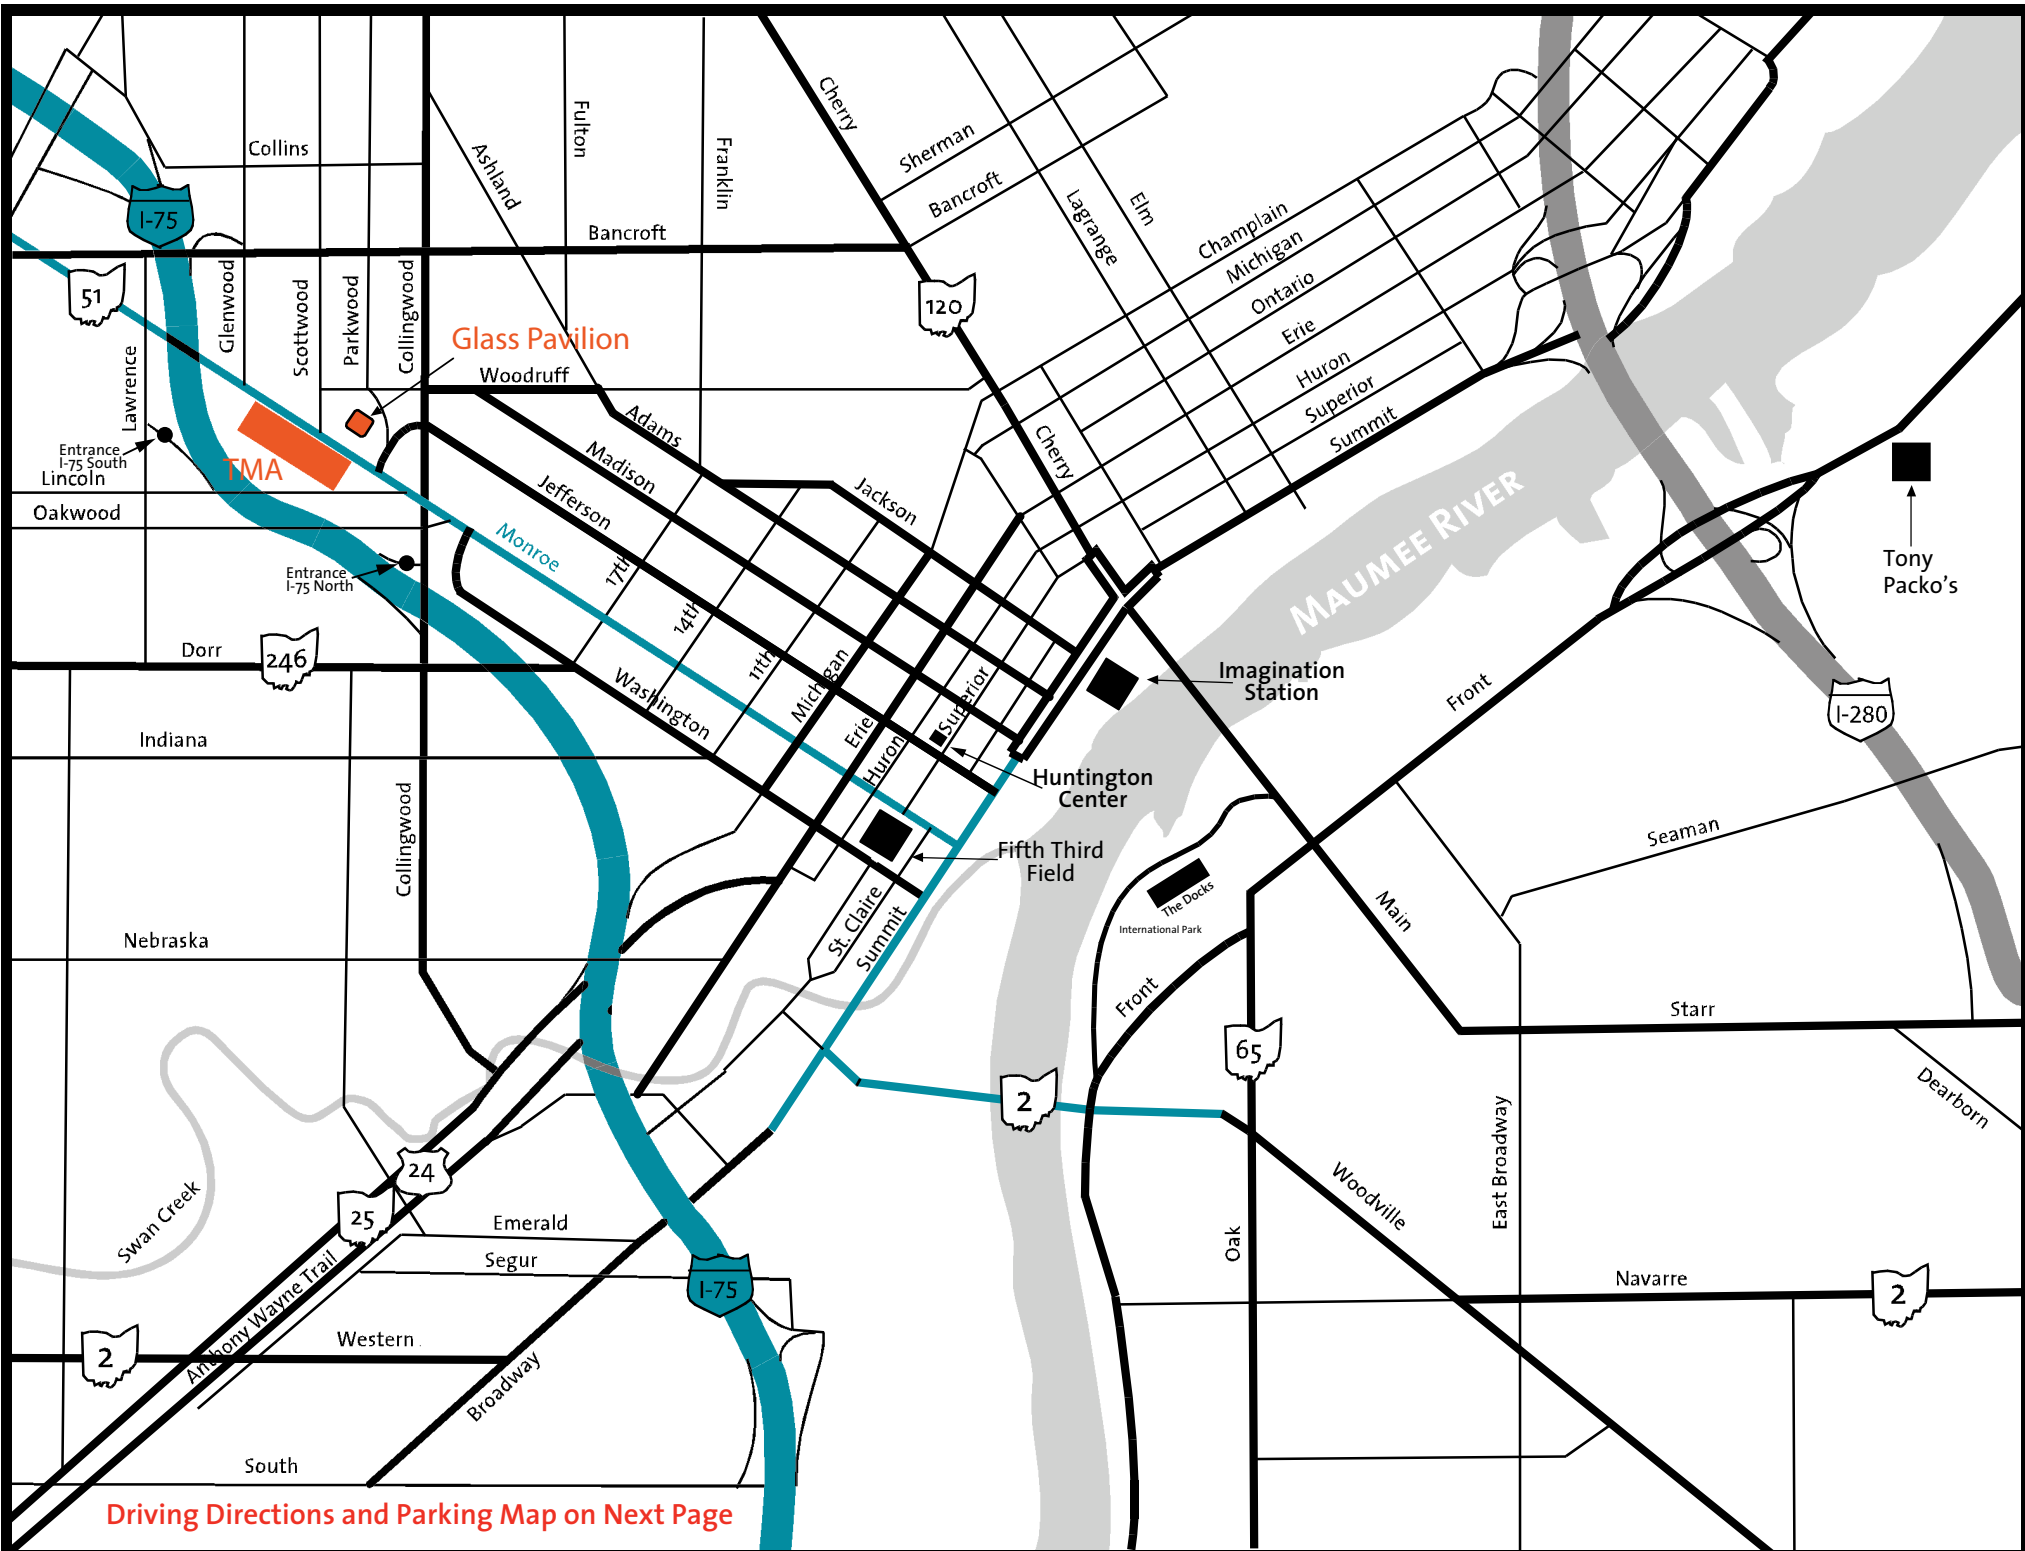 Cherry
Fulton
Sherman
Collins
Ashland
Franklin
Bancroft
Lagrange
Elm
I-75
Bancroft
Champlain
Michigan
51
Glenwood
Scottwood
Parkwood
Collingwood
120
Ontario
Erie
Glass Pavilion
Huron
Lawrence
Woodruff
Superior
Adams
Summit
Cherry
Entrance
I-75 South
TMA
Madison
Lincoln
Jefferson
Jackson
Oakwood
MAUMEE RIVER
Monroe
Tony
Packo's
Entrance
I-75 North
17th
14th
Dorr
246
11th
Michigan
Superior
Imagination
Station
Front
Washington
I-280
Indiana
Erie
Huron
Huntington
Center
Collingwood
Seaman
Fifth Third
Field
The Docks
Main
St. Claire
Summit
International Park
Nebraska
Front
Starr
65
2
Dearborn
24
East Broadway
Woodville
25
Swan Creek
Emerald
Oak
Segur
I-75
Navarre
2
Anthony Wayne Trail
Western
2
Broadway
South
Driving Directions and Parking Map on Next Page